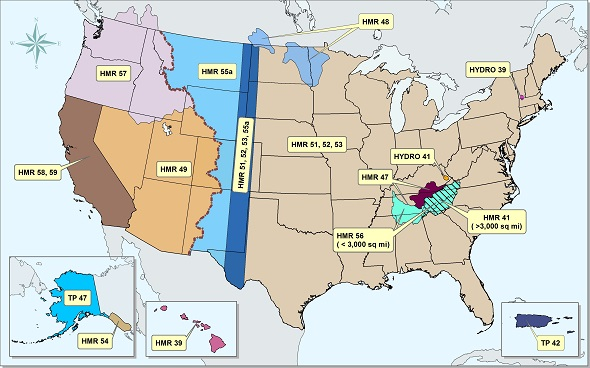 N
W
E
S
HMR 48
HMR 57
HMR 55a
HYDRO 39
HMR 51, 52, 53, 55a
HMR 51, 52, 53
HYDRO 41
HMR 58, 59
HMR 49
HMR 47
HMR 56
( < 3,000 sq mi)
HMR 41
( >3,000 sq mi)
TP 47
HMR 54
HMR 39
TP 42